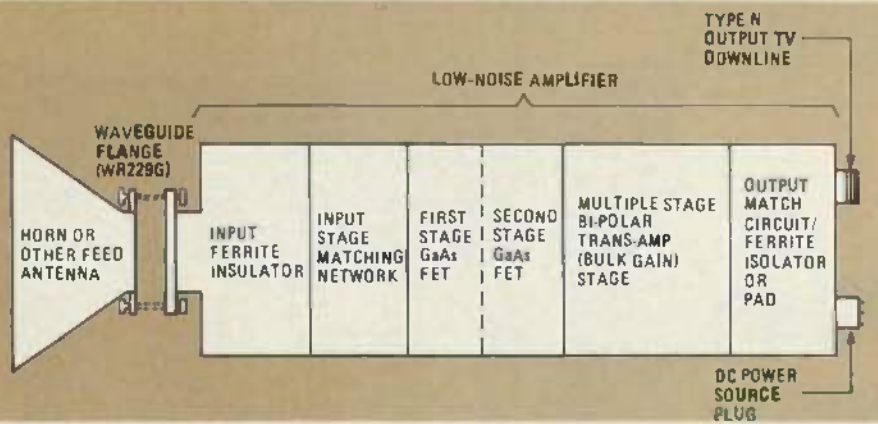 TYPE N
OUTPUT TV
DOWNLINE
LOW-NOISE AMPLIFIER
WAVEGUIDE
FLANGE
(WR229G)
HORN OR
OTHER FEED
ANTENNA
INPUT
FERRITE
INSULATOR
INPUT
STAGE
MATCHING
NETWORK
FIRST
STAGE
GaAs
FET
SECOND
STAGE
GaAs
FET
MULTIPLE STAGE
BI-POLAR
TRANS-AMP
(BULK GAIN)
STAGE
OUTPUT
MATCH
CIRCUIT/
FERRITE
ISOLATOR
OR
PAD
DC POWER
SOURCE
PLUG